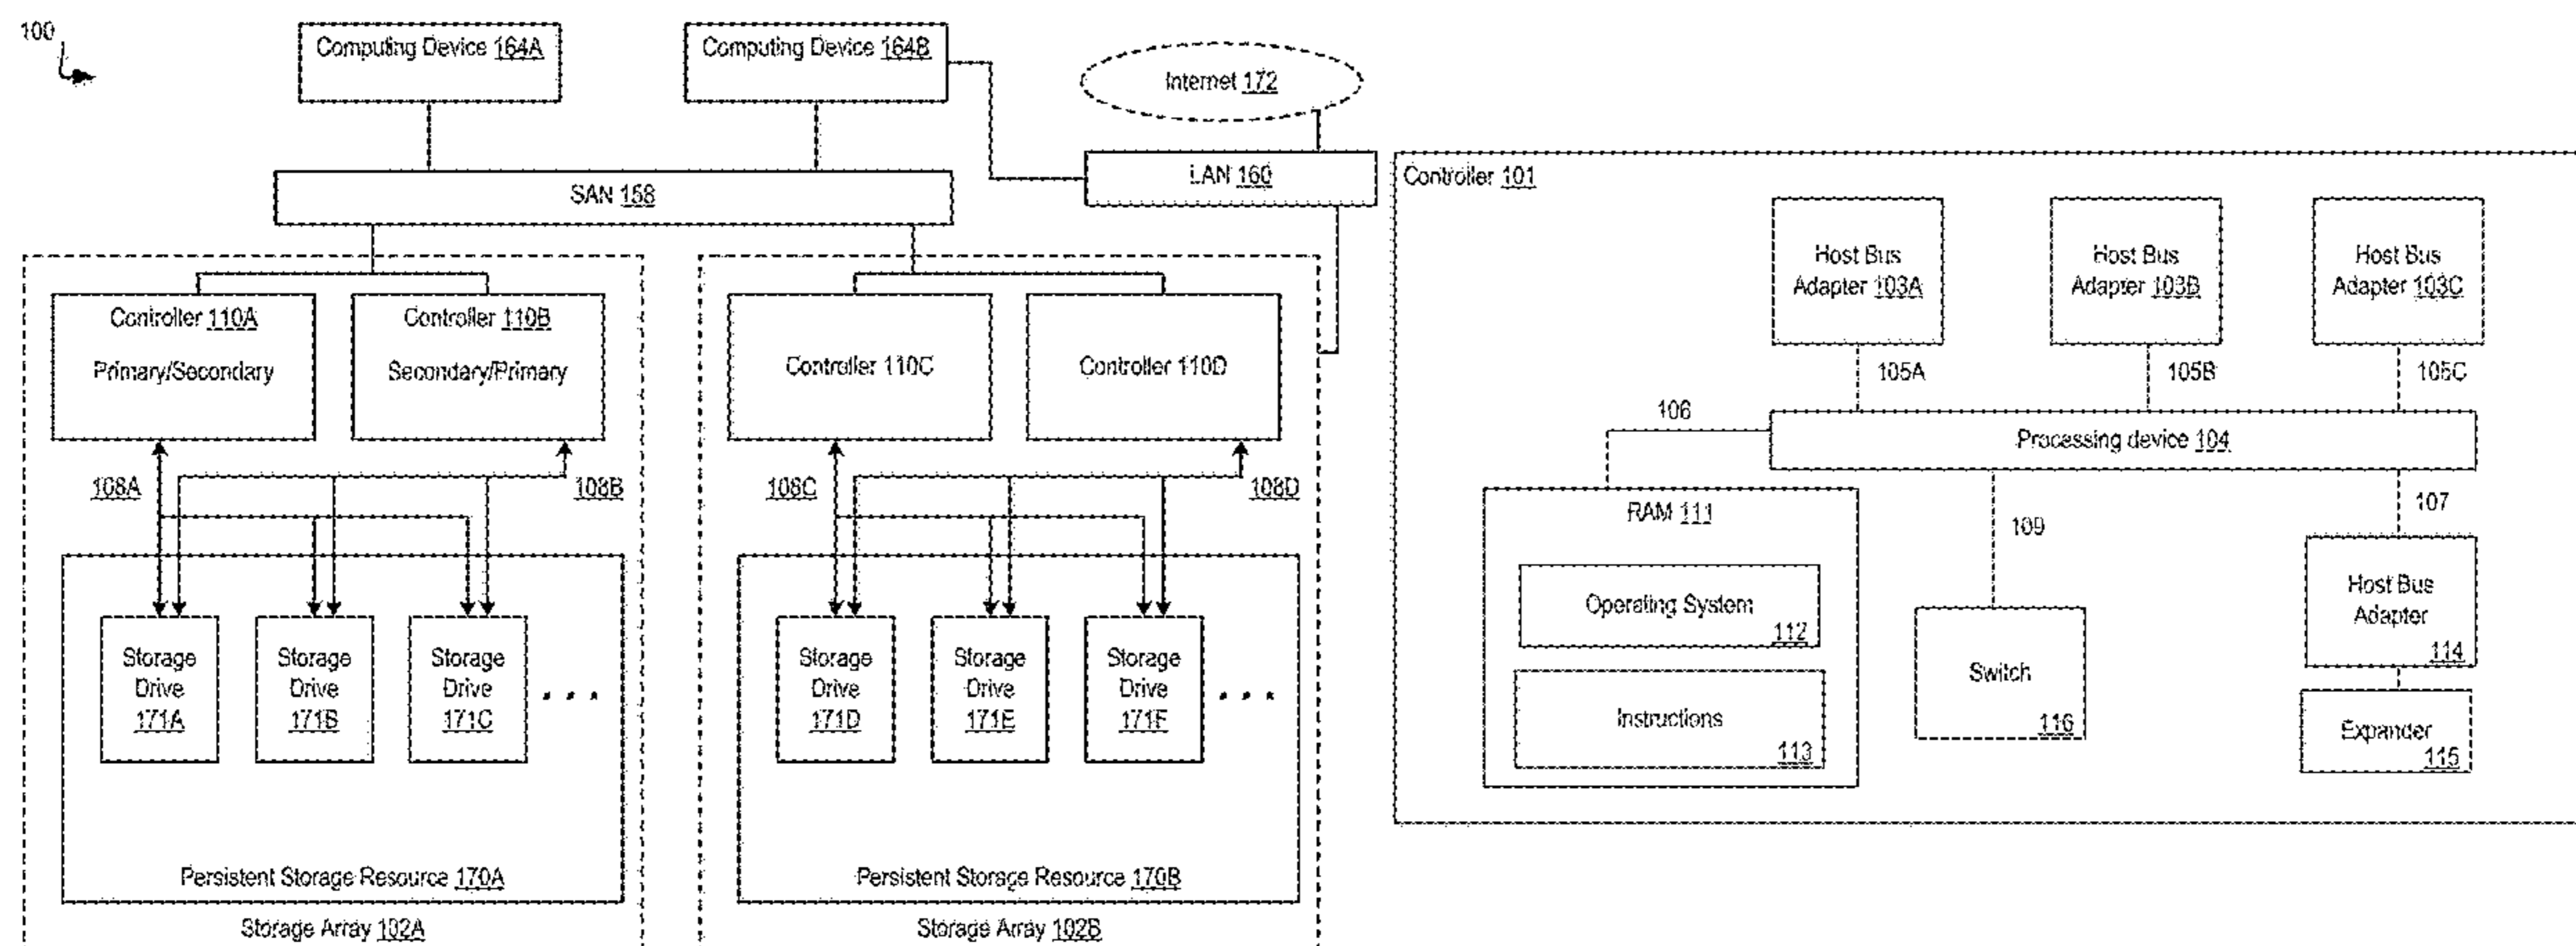 100
Computing Device 164A
Computing Device 164B
Internet 172
LAN 160
SAN 158
Controller 110A
Primary/Secondary
Controller 110B
Secondary/Primary
108A
108B
Storage
Drive
171A
Storage
Drive
171B
Storage
Drive
171C
...
Persistent Storage Resource 170A
Storage Array 102A
Controller 110C
Controller 110D
108C
108D
Storage
Drive
171D
Storage
Drive
171E
Storage
Drive
171F
...
Persistent Storage Resource 170B
Storage Array 102B
Controller 101
Host Bus
Adapter 103A
Host Bus
Adapter 103B
Host Bus
Adapter 103C
105A
105B
105C
106
Processing device 104
RAM 111
Operating System
112
Instructions
113
109
Switch
116
107
Host Bus
Adapter
114
Expander
115